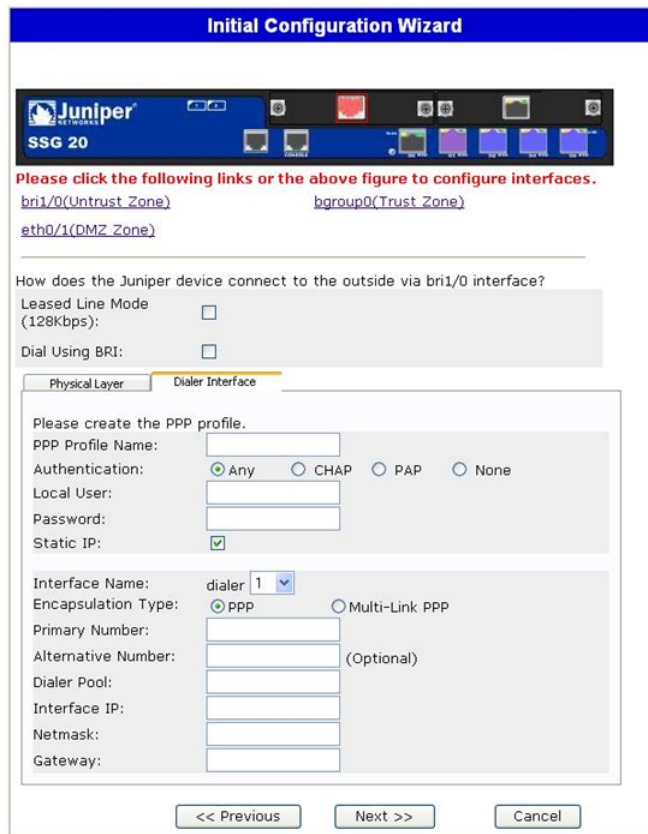 Initial Configuration Wizard
Juniper
NETWORKS
SSG 20
CONSOLE
Please click the following links or the above figure to configure interfaces.
bri1/0(Untrust Zone) bgroup0(Trust Zone)
eth0/1(DMZ Zone)
How does the Juniper device connect to the outside via bri1/0 interface?
Leased Line Mode
(128Kbps):
Dial Using BRI:
Physical Layer Dialer Interface
Please create the PPP profile.
PPP Profile Name:
Authentication: Any CHAP PAP None
Local User:
Password:
Static IP:
Interface Name: dialer 1
Encapsulation Type: PPP Multi-Link PPP
Primary Number:
Alternative Number: (Optional)
Dialer Pool:
Interface IP:
Netmask:
Gateway:
<< Previous Next >> Cancel